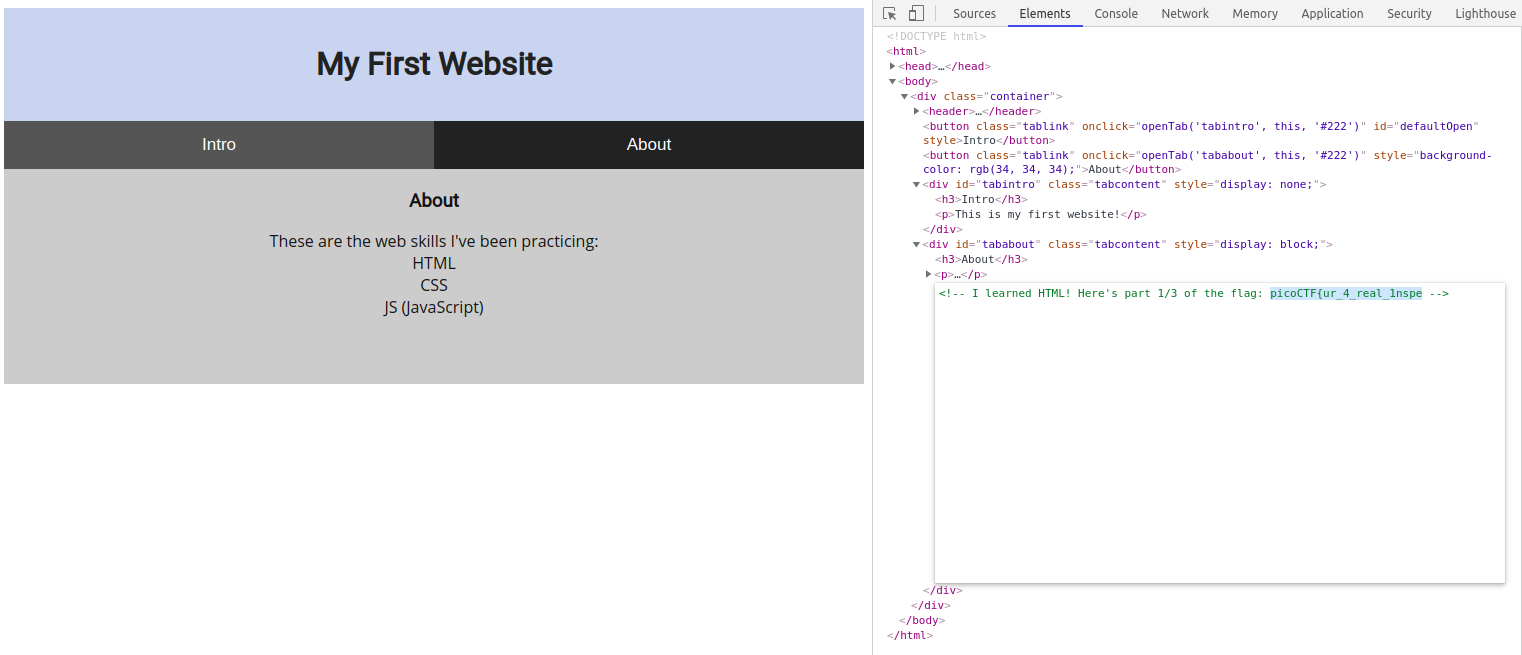 My First Website
Intro
About
About
These are the web skills I've been practicing:
HTML
CSS
JS (JavaScript)
Sources Elements Console Network Memory Application Security Lighthouse
<!DOCTYPE html>
<html>
<head>…</head>
<body>
<div class="container">
<header>…</header>
<button class="tablink" onclick="openTab('tabintro', this, '#222')" id="defaultOpen"
style>Intro</button>
<button class="tablink" onclick="openTab('tababout', this, '#222')" style="background-
color: rgb(34, 34, 34);">About</button>
<div id="tabintro" class="tabcontent" style="display: none;">
<h3>Intro</h3>
<p>This is my first website!</p>
</div>
<div id="tababout" class="tabcontent" style="display: block;">
<h3>About</h3>
<p>…</p>
<!-- I learned HTML! Here's part 1/3 of the flag: picoCTF{ur_4_real_1nspe -->
</div>
</div>
</body>
</html>